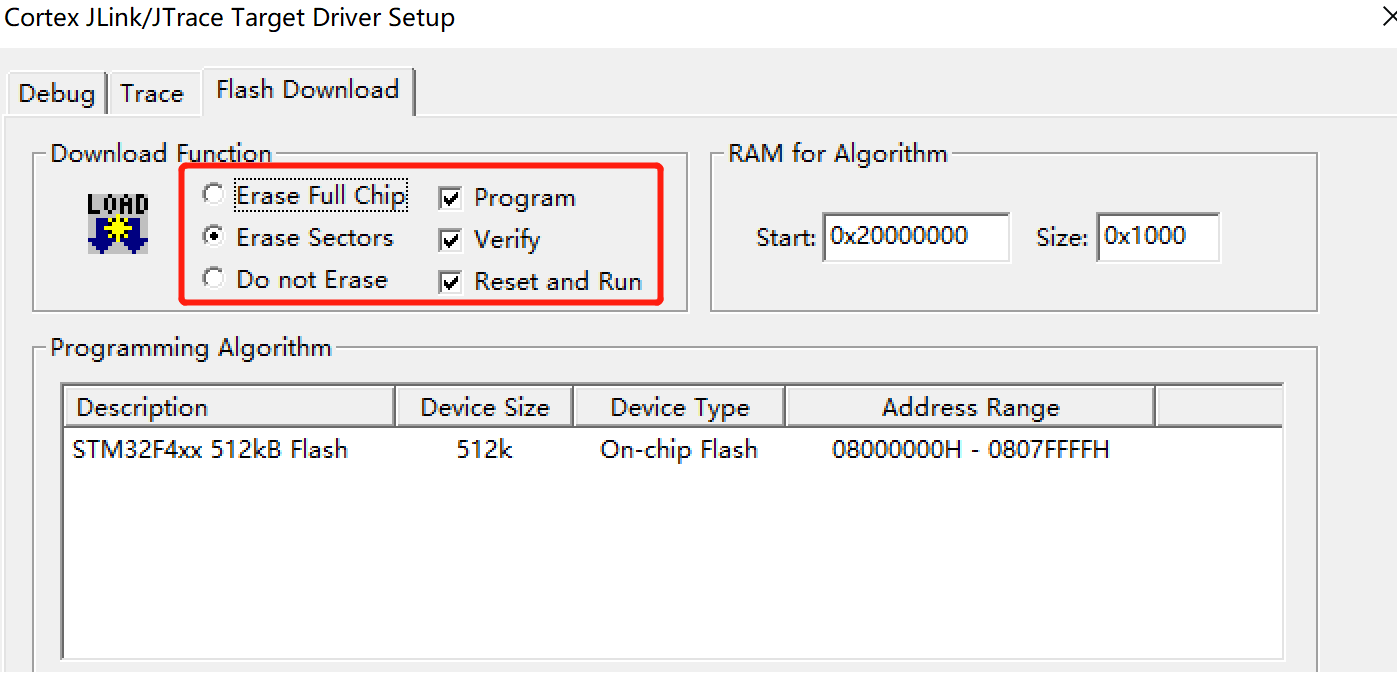 Cortex JLink/JTrace Target Driver Setup
Debug Trace Flash Download
Download Function
LOAD
Erase Full Chip Program
Erase Sectors Verify
Do not Erase Reset and Run
RAM for Algorithm
Start: 0x20000000 Size: 0x1000
Programming Algorithm
Description Device Size Device Type Address Range
STM32F4xx 512kB Flash 512k On-chip Flash 08000000H - 0807FFFFH